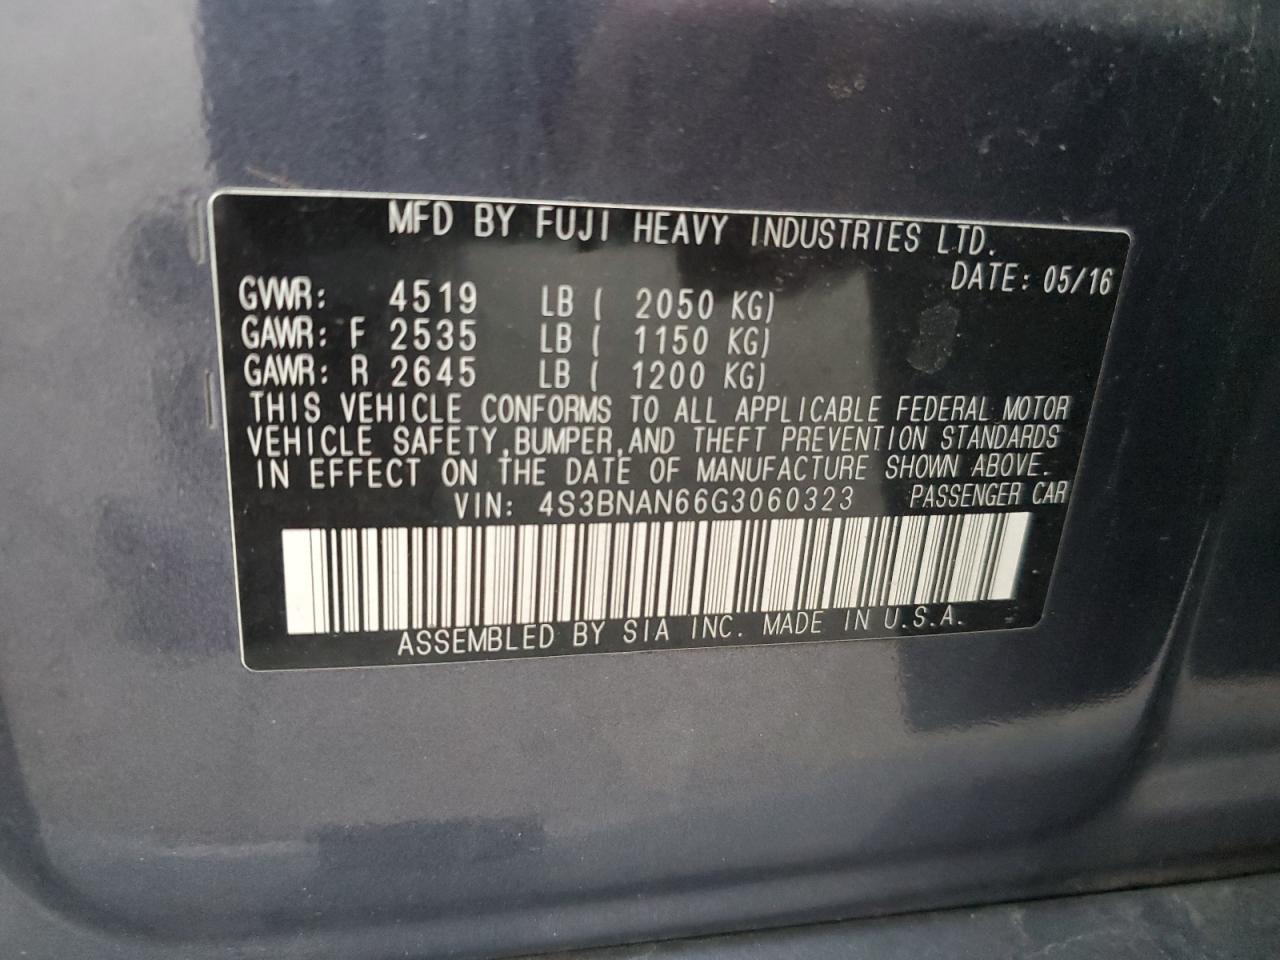 MFD BY FUJI HEAVY INDUSTRIES LTD.
DATE: 05/16
GVWR: 4519 LB ( 2050 KG)
GAWR: F 2535 LB ( 1150 KG)
GAWR: R 2645 LB ( 1200 KG)
THIS VEHICLE CONFORMS TO ALL APPLICABLE FEDERAL MOTOR
VEHICLE SAFETY,BUMPER,AND THEFT PREVENTION STANDARDS
IN EFFECT ON THE DATE OF MANUFACTURE SHOWN ABOVE.
VIN: 4S3BNAN66G3060323 PASSENGER CAR
ASSEMBLED BY SIA INC. MADE IN U.S.A.